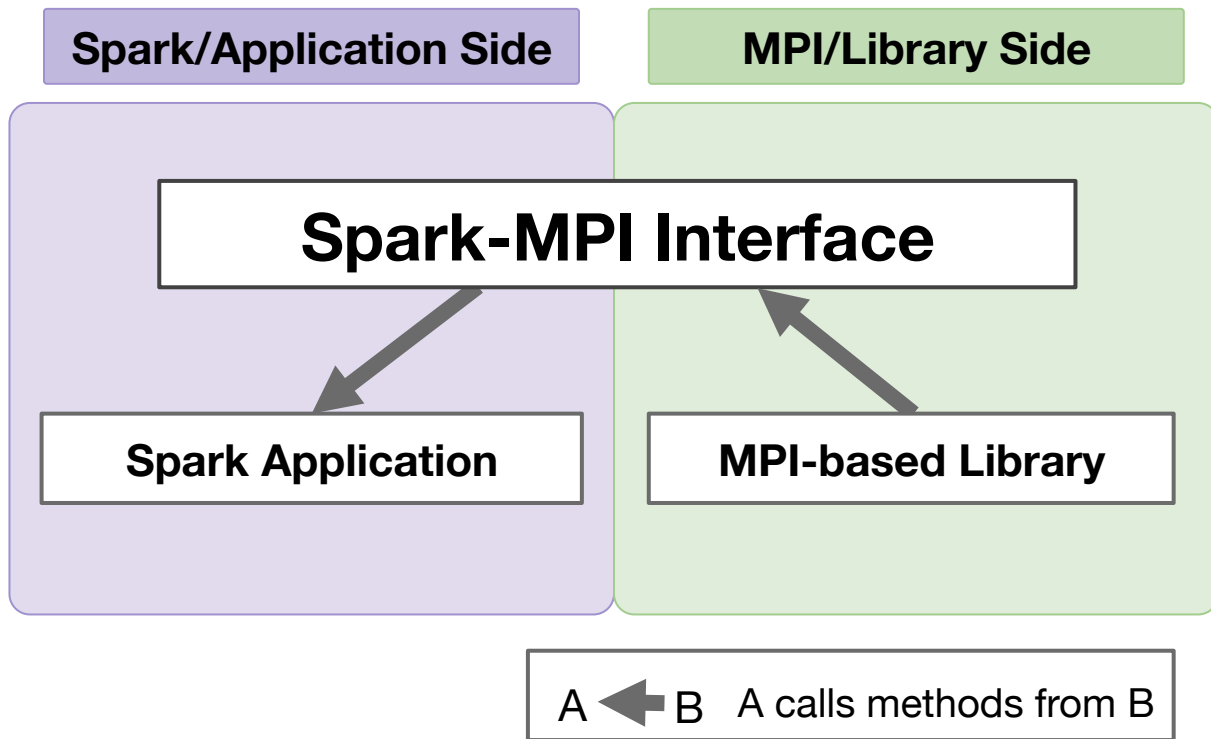 Spark/Application Side
MPI/Library Side
Spark-MPI Interface
Spark Application
MPI-based Library
A B A calls methods from B